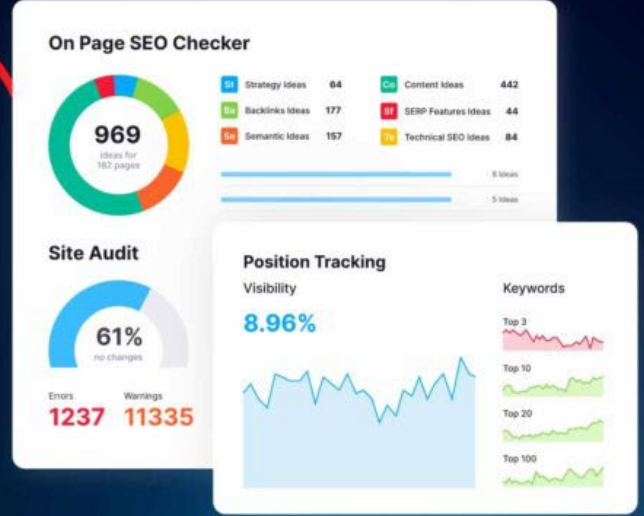 On Page SEO Checker
969
ideas for
162 pages
St Strategy Ideas 64
Co Content Ideas 442
Ba Backlinks Ideas 177
Sf SERP Features Ideas 44
Se Semantic Ideas 157
Te Technical SEO Ideas 84
8 Ideas
5 Ideas
Site Audit
61%
no changes
Errors Warnings
1237 11335
Position Tracking
Visibility
8.96%
Keywords
Top 3
Top 10
Top 20
Top 100